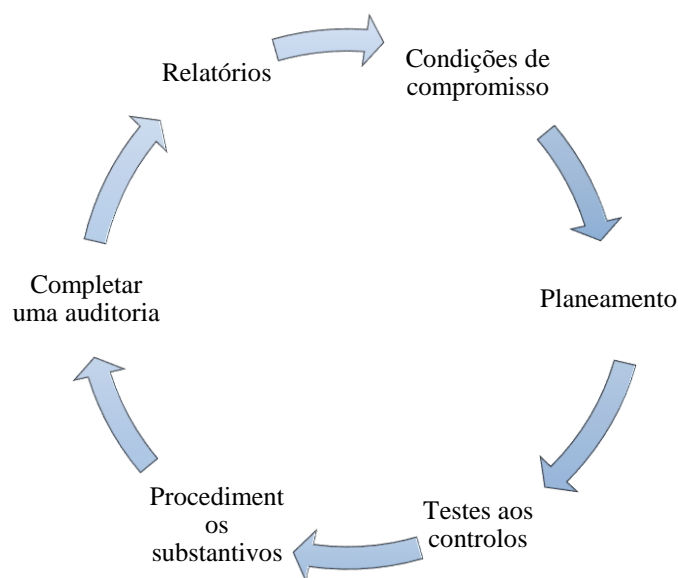 Relatórios
Condições de
compromisso
Planeamento
Testes aos
controlos
Procediment
os
substantivos
Completar
uma auditoria